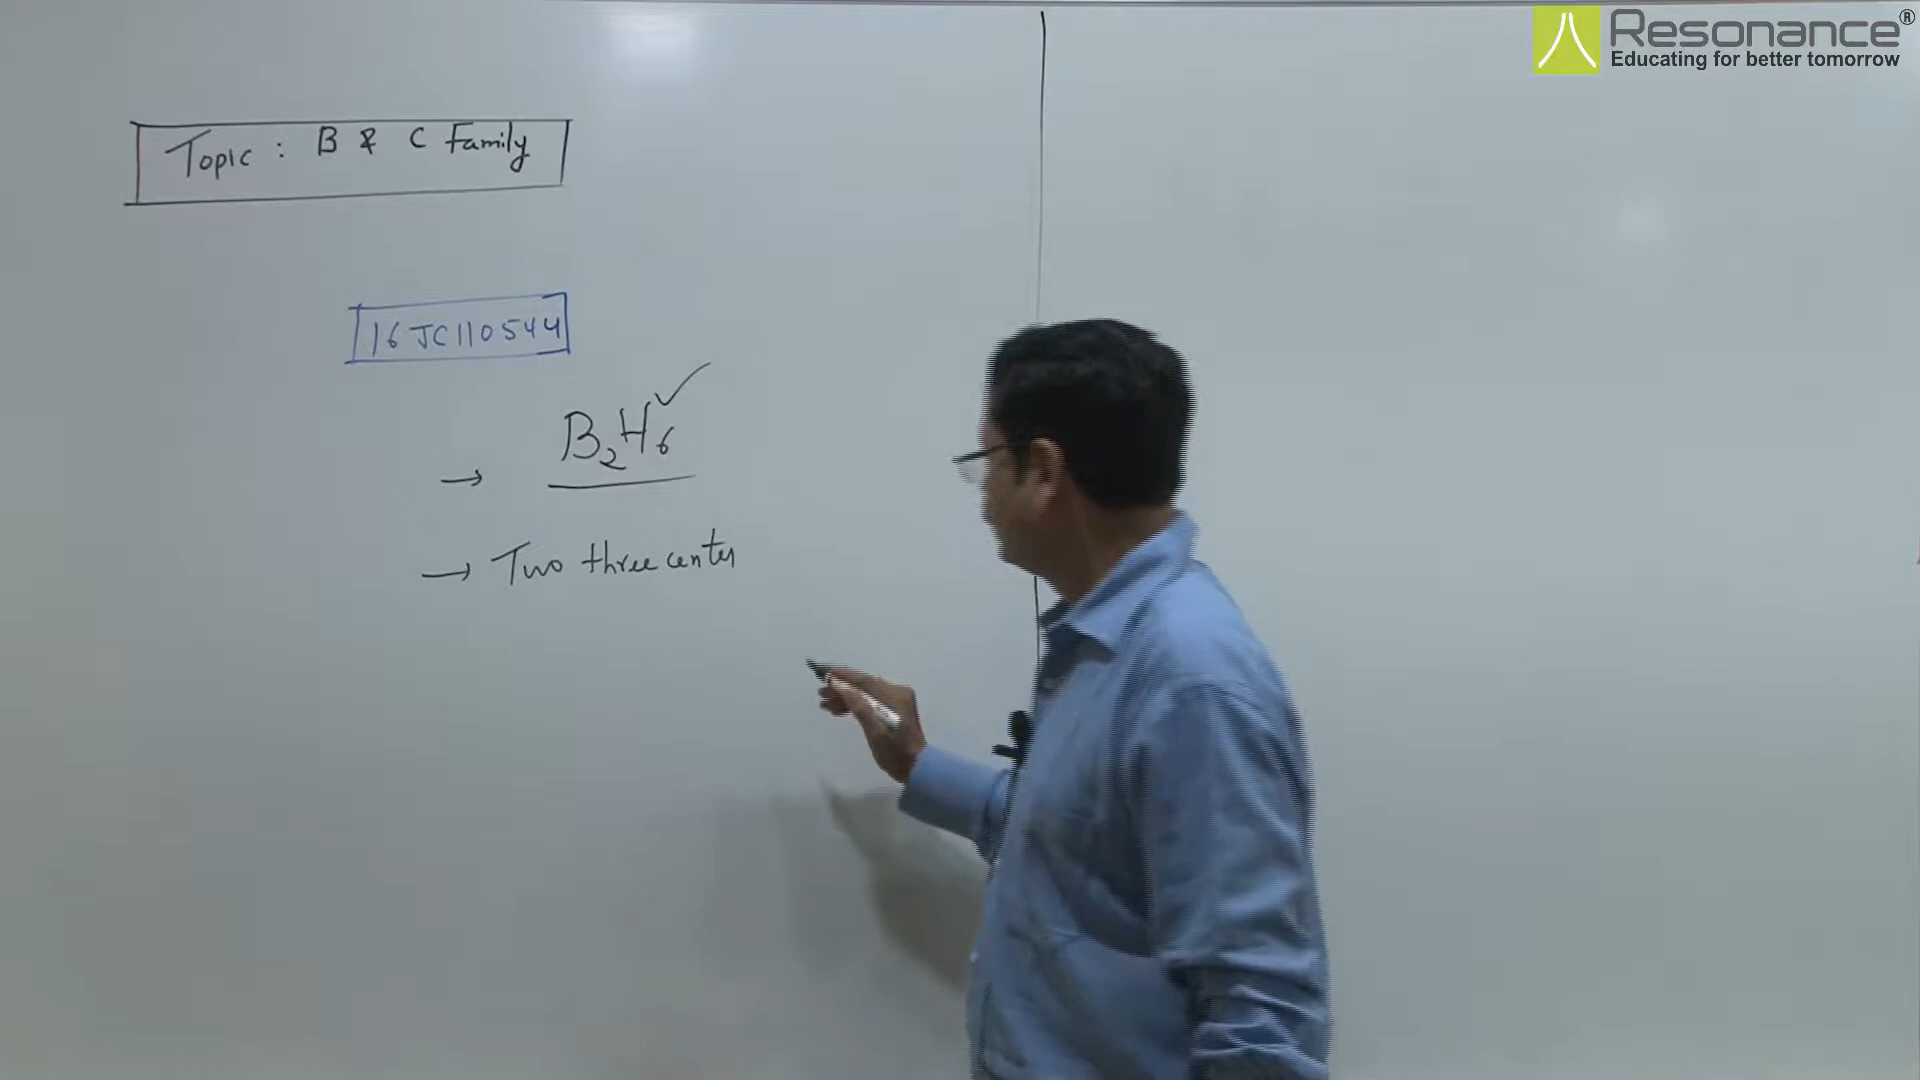 Resonance®
Educating for better tomorrow
Topic : B & C Family
16JC110544
→ B₂H₆ ✓
→ Two three center